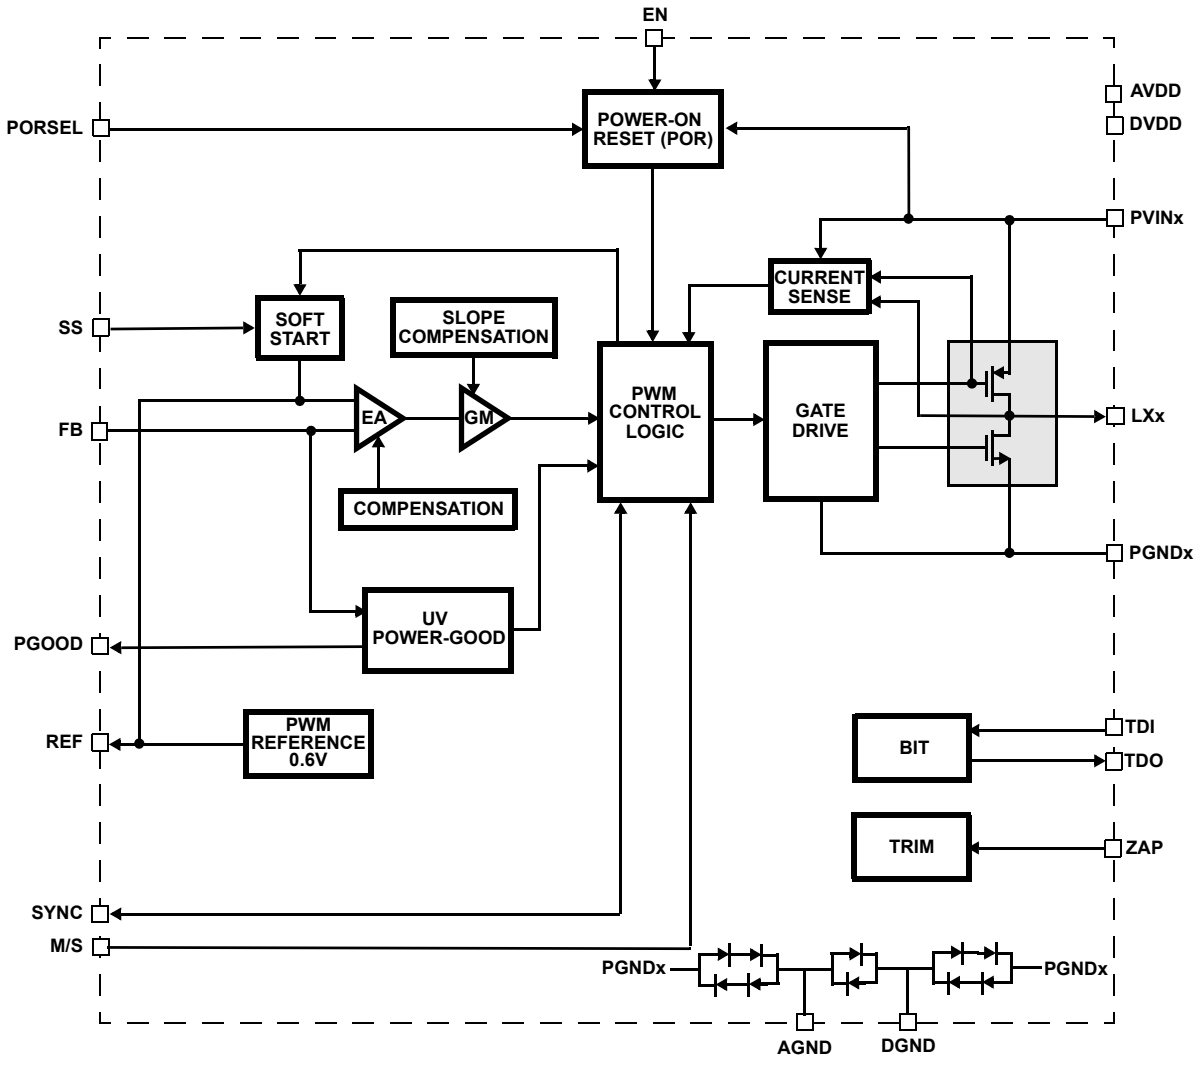 EN
AVDD
DVDD
PORSEL
POWER-ON
RESET (POR)
PVINx
CURRENT
SENSE
SS
SOFT
START
SLOPE
COMPENSATION
PWM
CONTROL
LOGIC
GATE
DRIVE
LXx
FB
EA
GM
COMPENSATION
PGNDx
UV
POWER-GOOD
PGOOD
REF
PWM
REFERENCE
0.6V
BIT
TDI
TDO
TRIM
ZAP
SYNC
M/S
PGNDx
PGNDx
AGND
DGND